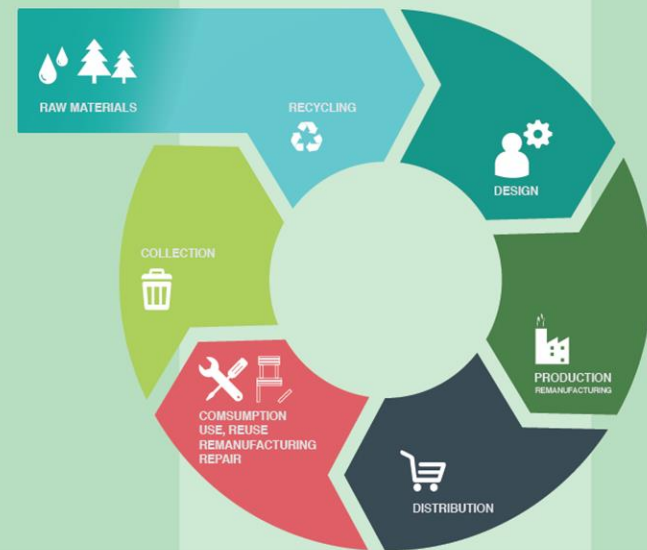 RAW MATERIALS
RECYCLING
DESIGN
PRODUCTION
REMANUFACTURING
DISTRIBUTION
COMSUMPTION
USE, REUSE
REMANUFACTURING
REPAIR
COLLECTION